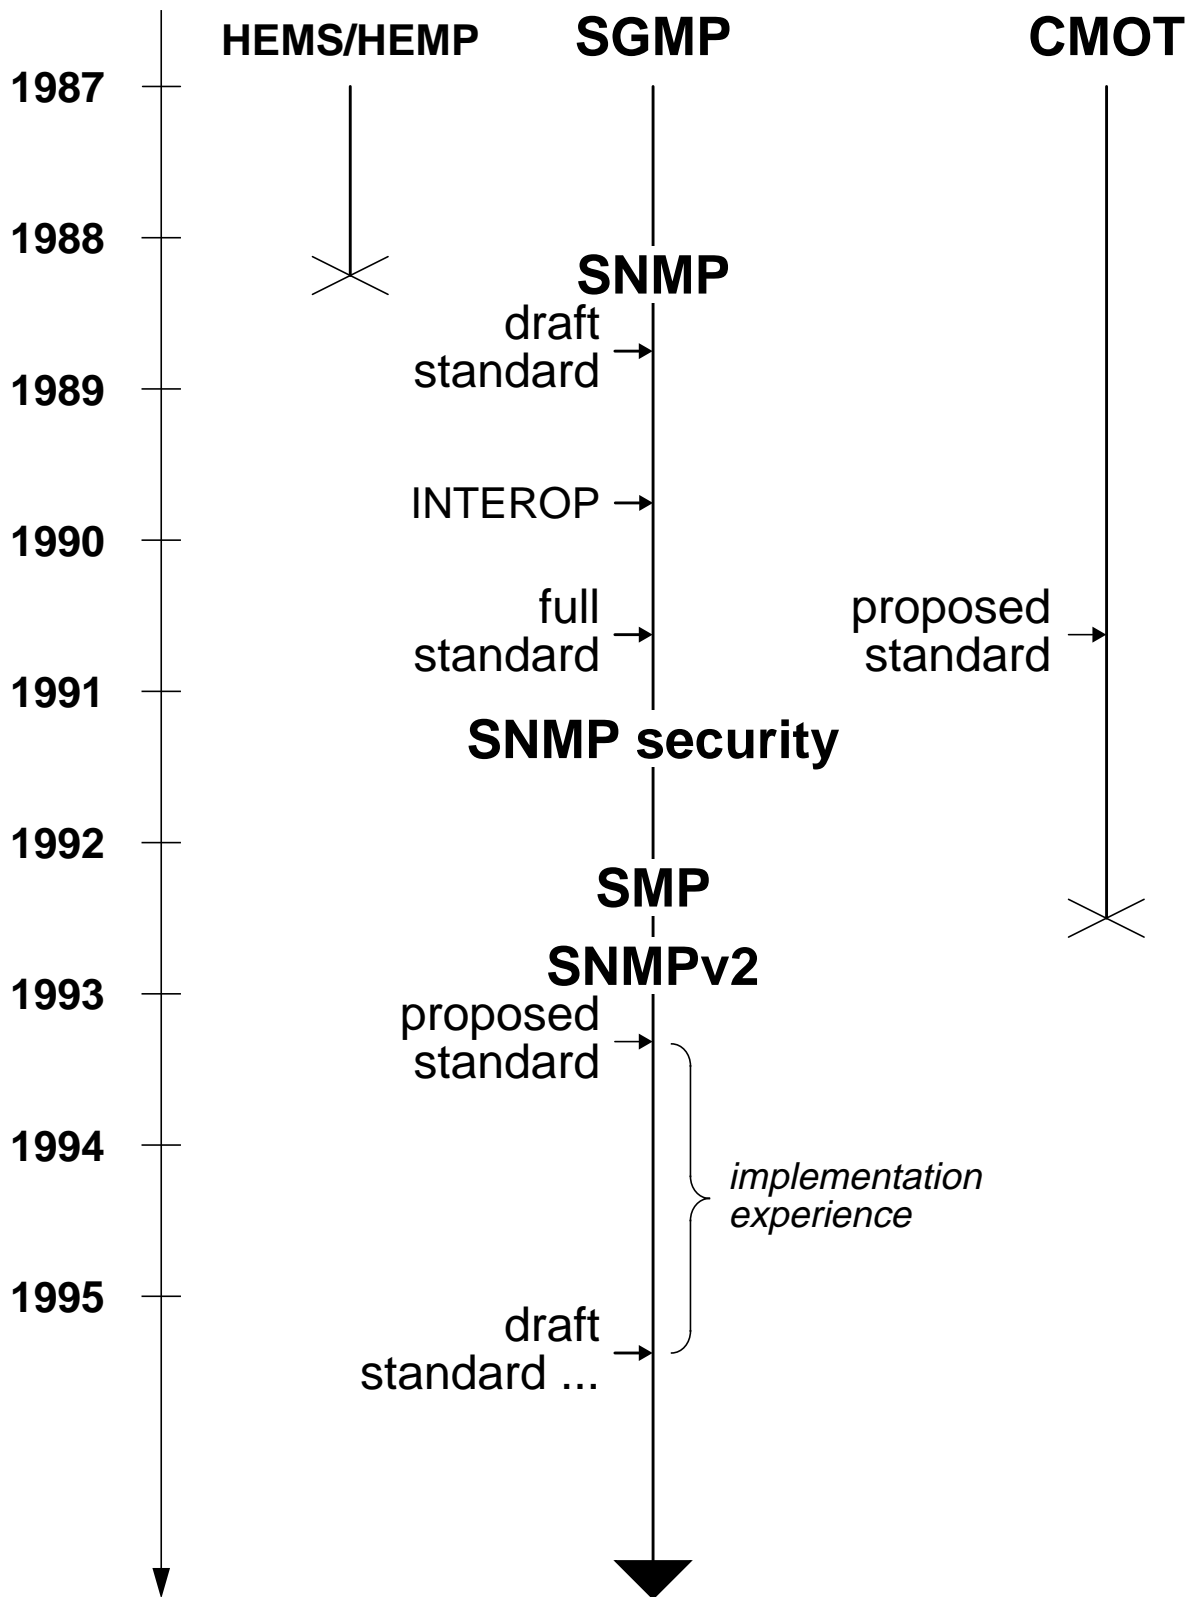 HEMS/HEMP
SGMP
CMOT
1987
1988
SNMP
draft
standard
1989
INTEROP
1990
full
standard
proposed
standard
1991
SNMP security
1992
SMP
SNMPv2
1993
proposed
standard
1994
implementation
experience
1995
draft
standard ...